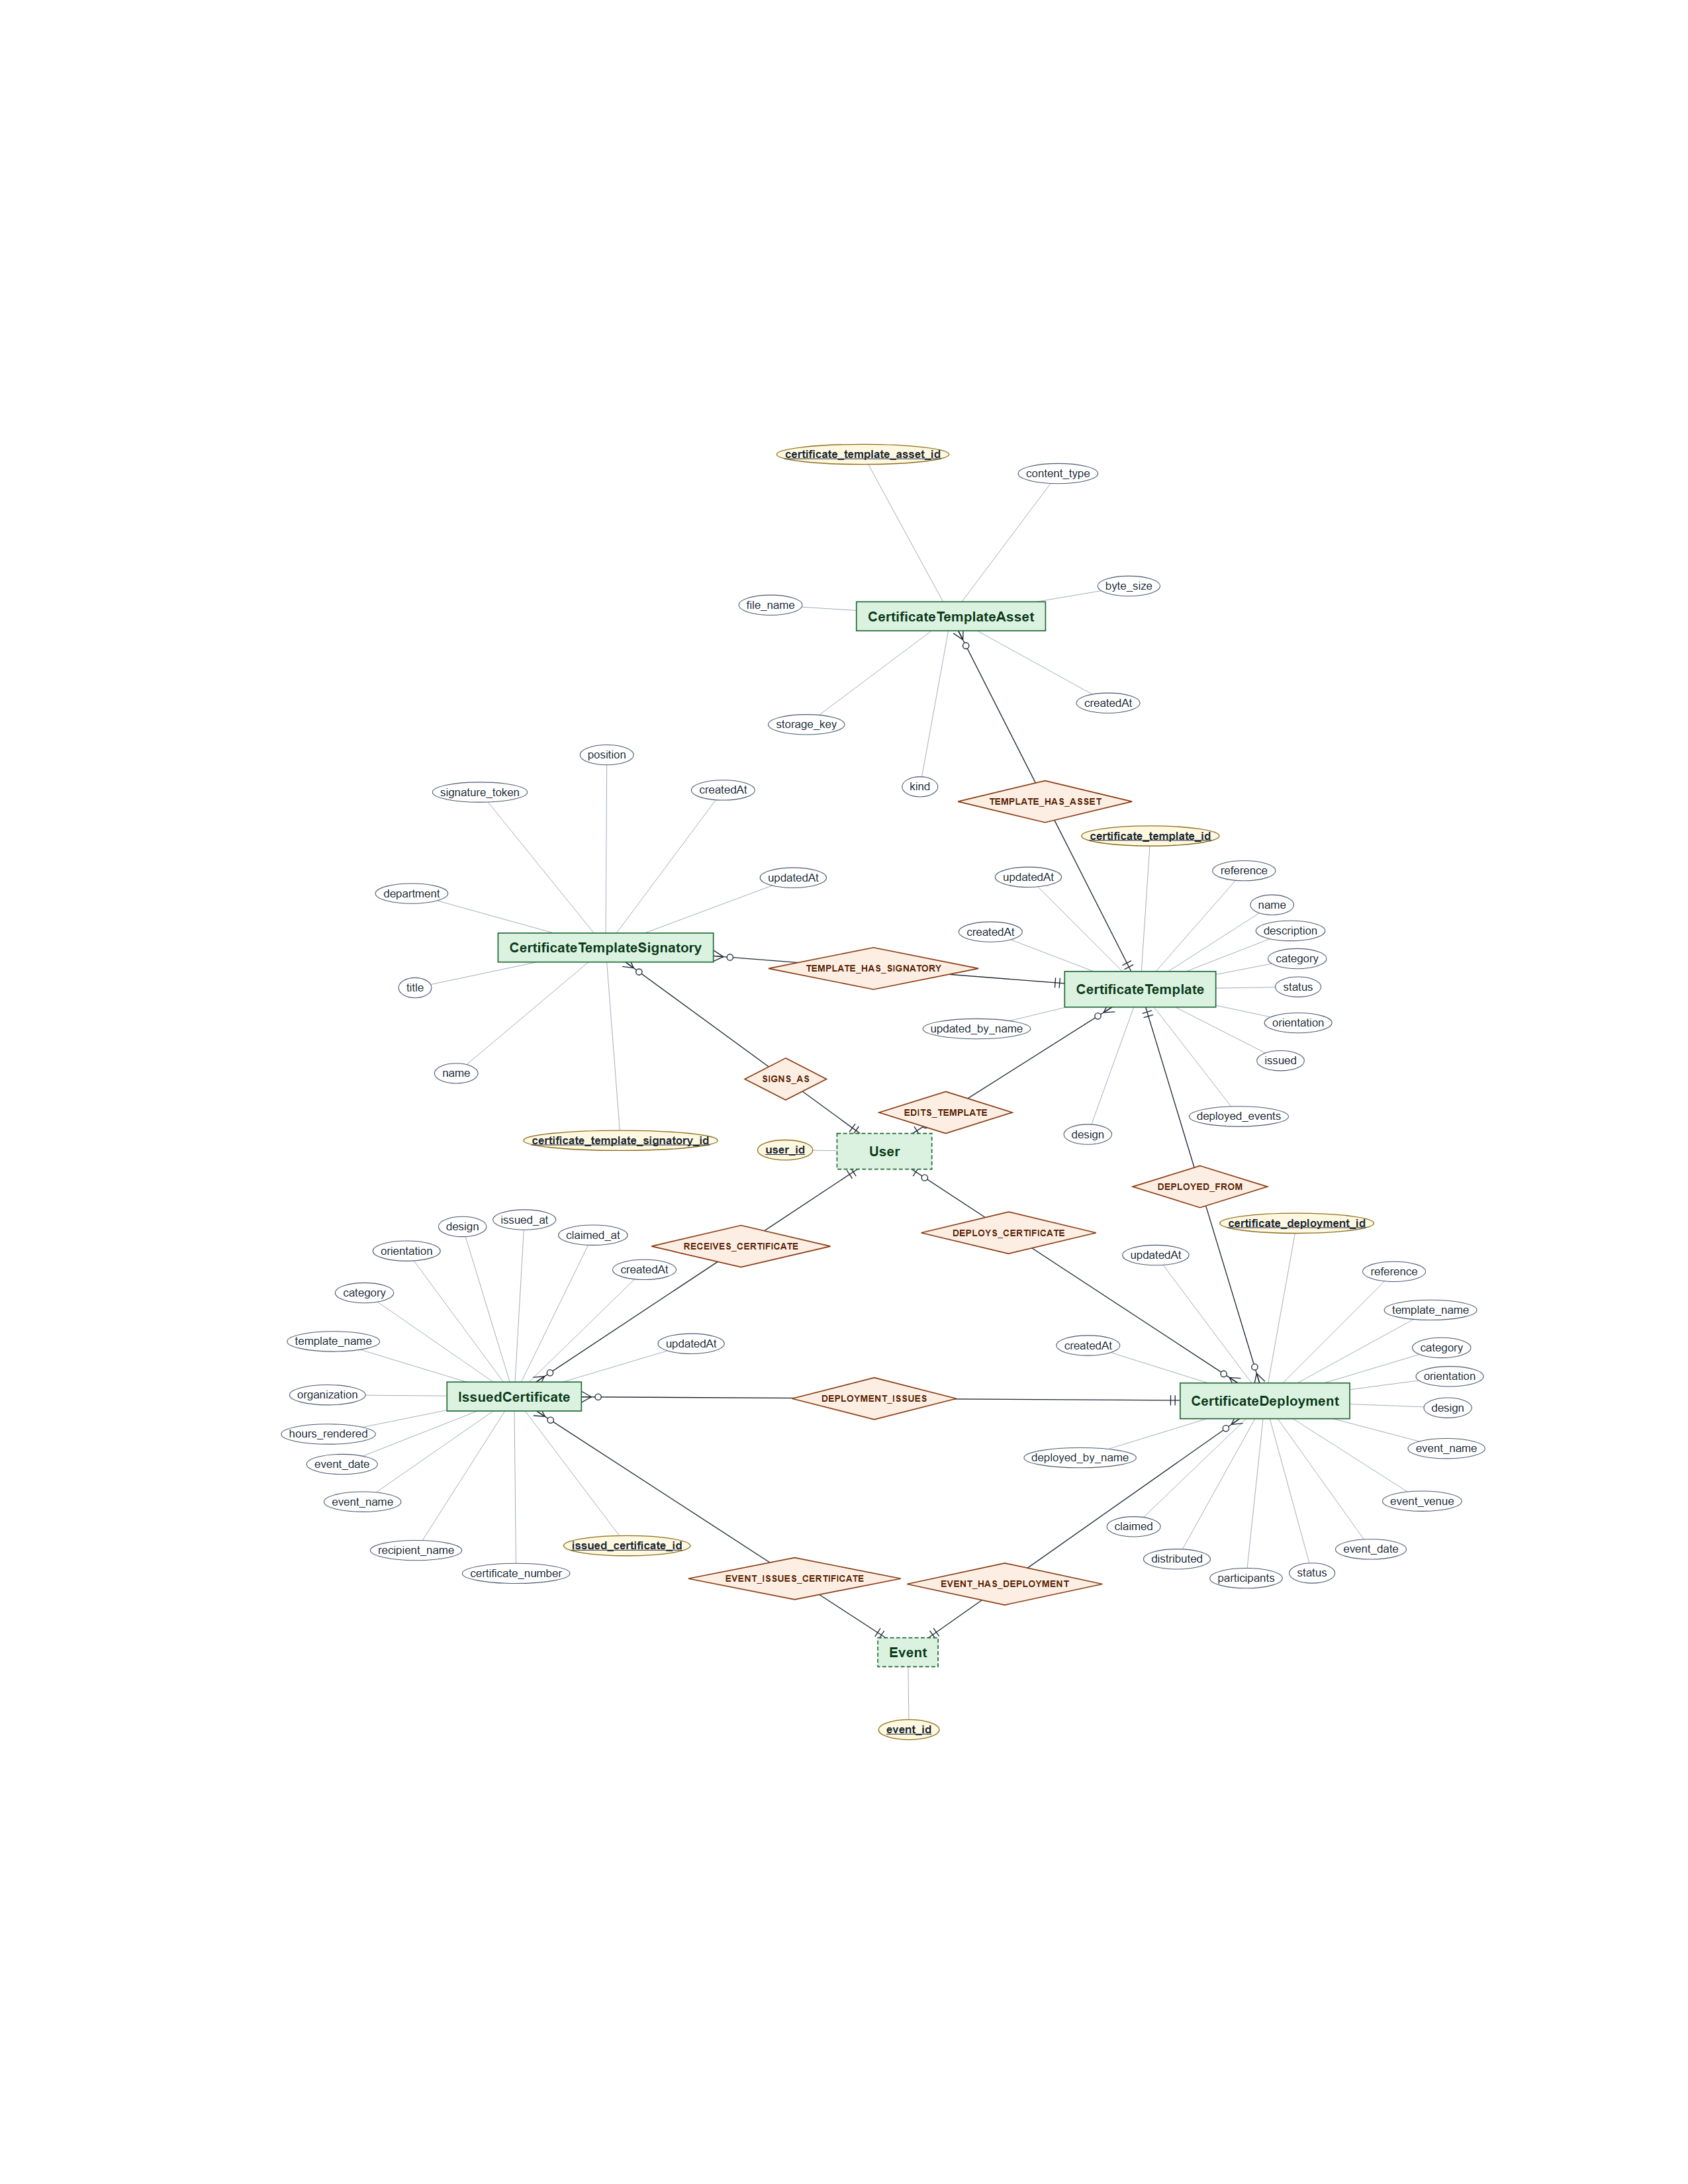 certificate_template_asset_id
content_type
byte_size
file_name
CertificateTemplateAsset
createdAt
storage_key
kind
TEMPLATE_HAS_ASSET
position
signature_token
createdAt
updatedAt
department
CertificateTemplateSignatory
title
name
certificate_template_signatory_id
TEMPLATE_HAS_SIGNATORY
certificate_template_id
updatedAt
reference
name
createdAt
description
category
CertificateTemplate
status
updated_by_name
orientation
issued
deployed_events
design
SIGNS_AS
EDITS_TEMPLATE
user_id
User
DEPLOYED_FROM
RECEIVES_CERTIFICATE
DEPLOYS_CERTIFICATE
issued_at
design
claimed_at
orientation
createdAt
category
template_name
updatedAt
organization
IssuedCertificate
hours_rendered
event_date
event_name
recipient_name
certificate_number
issued_certificate_id
DEPLOYMENT_ISSUES
certificate_deployment_id
updatedAt
reference
template_name
createdAt
category
orientation
CertificateDeployment
design
event_name
deployed_by_name
event_venue
claimed
event_date
distributed
status
participants
EVENT_ISSUES_CERTIFICATE
EVENT_HAS_DEPLOYMENT
Event
event_id